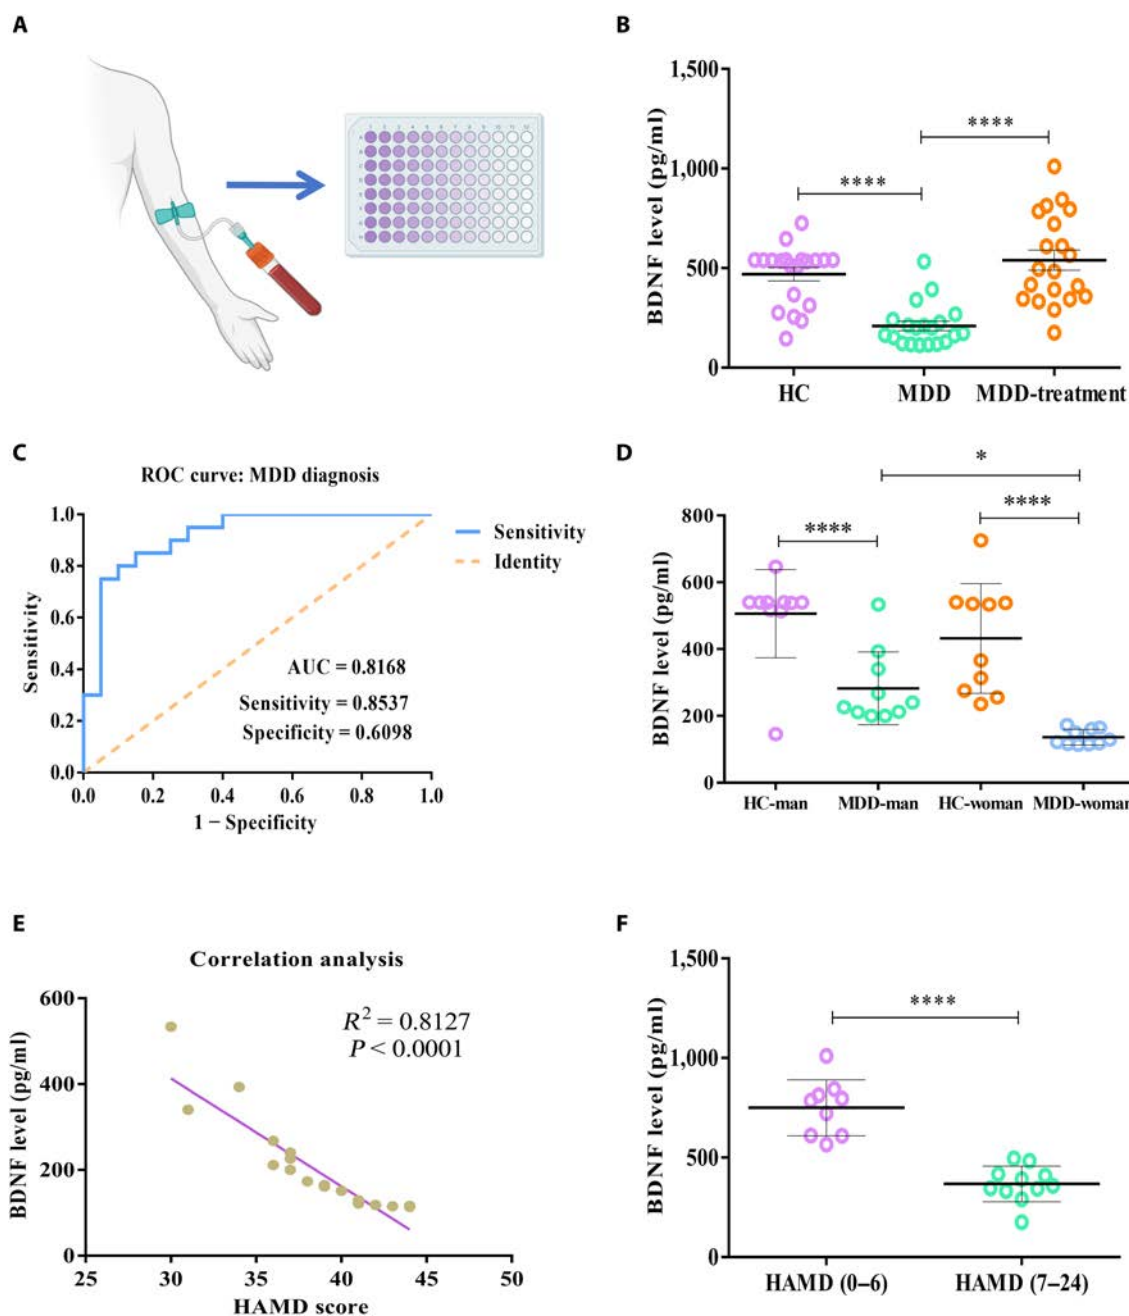 A
B
1,500
1,000
500
0
BDNF level (pg/ml)
****
****
HC
MDD
MDD-treatment
C
ROC curve: MDD diagnosis
1.0
0.8
0.6
0.4
0.2
0.0
Sensitivity
Sensitivity
Identity
AUC = 0.8168
Sensitivity = 0.8537
Specificity = 0.6098
0.0 0.2 0.4 0.6 0.8 1.0
1 − Specificity
D
*
****
****
800
600
400
200
0
BDNF level (pg/ml)
HC-man
MDD-man
HC-woman
MDD-woman
E
Correlation analysis
600
400
200
0
BDNF level (pg/ml)
R² = 0.8127
P < 0.0001
25 30 35 40 45 50
HAMD score
F
1,500
1,000
500
0
BDNF level (pg/ml)
****
HAMD (0–6)
HAMD (7–24)